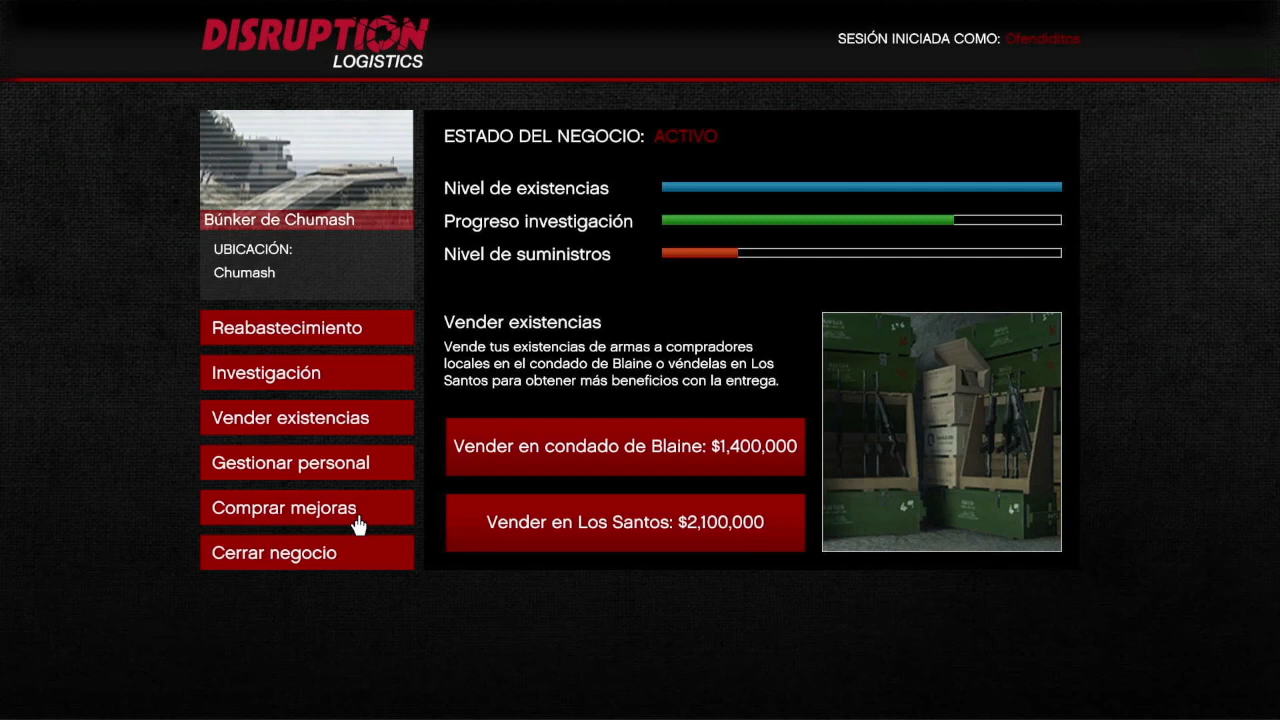 DISRUPTION
LOGISTICS
SESIÓN INICIADA COMO: Ofendiditos
Búnker de Chumash
UBICACIÓN:
Chumash
Reabastecimiento
Investigación
Vender existencias
Gestionar personal
Comprar mejoras
Cerrar negocio
ESTADO DEL NEGOCIO: ACTIVO
Nivel de existencias
Progreso investigación
Nivel de suministros
Vender existencias
Vende tus existencias de armas a compradores
locales en el condado de Blaine o véndelas en Los
Santos para obtener más beneficios con la entrega.
Vender en condado de Blaine: $1,400,000
Vender en Los Santos: $2,100,000